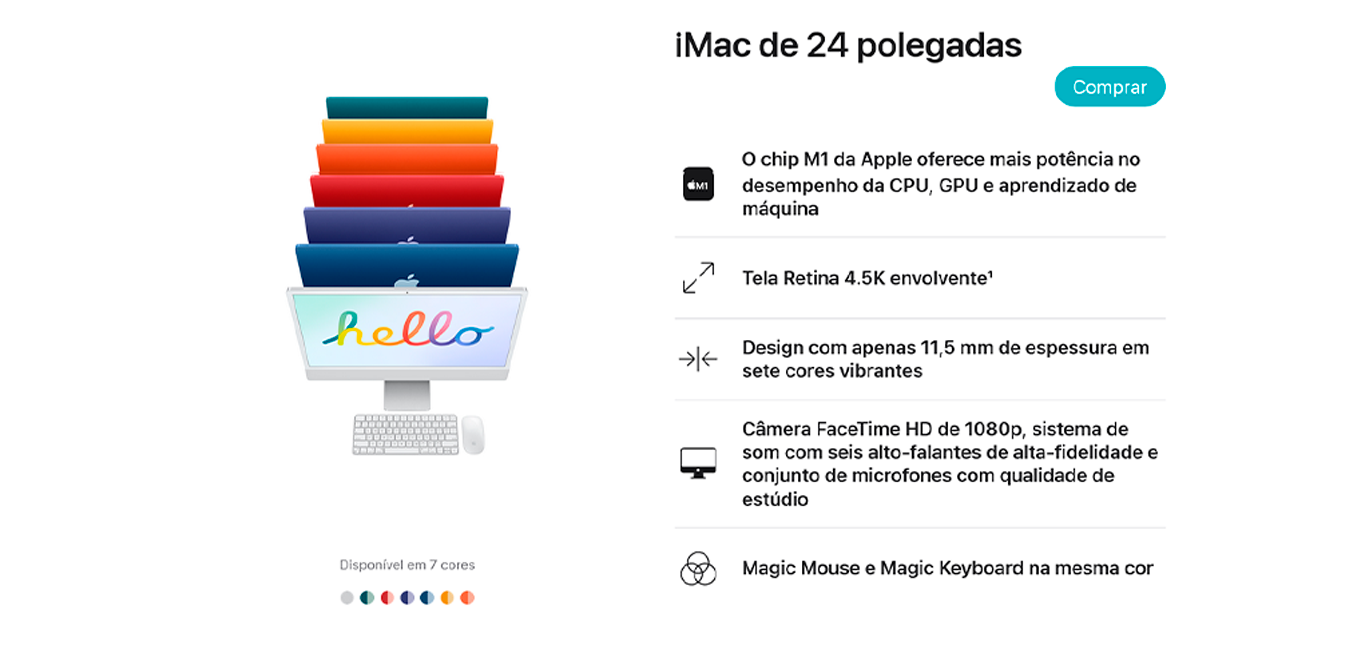 iMac de 24 polegadas
Comprar
O chip M1 da Apple oferece mais potência no
desempenho da CPU, GPU e aprendizado de
máquina
M1
Tela Retina 4.5K envolvente¹
Design com apenas 11,5 mm de espessura em
sete cores vibrantes
Câmera FaceTime HD de 1080p, sistema de
som com seis alto-falantes de alta-fidelidade e
conjunto de microfones com qualidade de
estúdio
Magic Mouse e Magic Keyboard na mesma cor
hello
Disponível em 7 cores